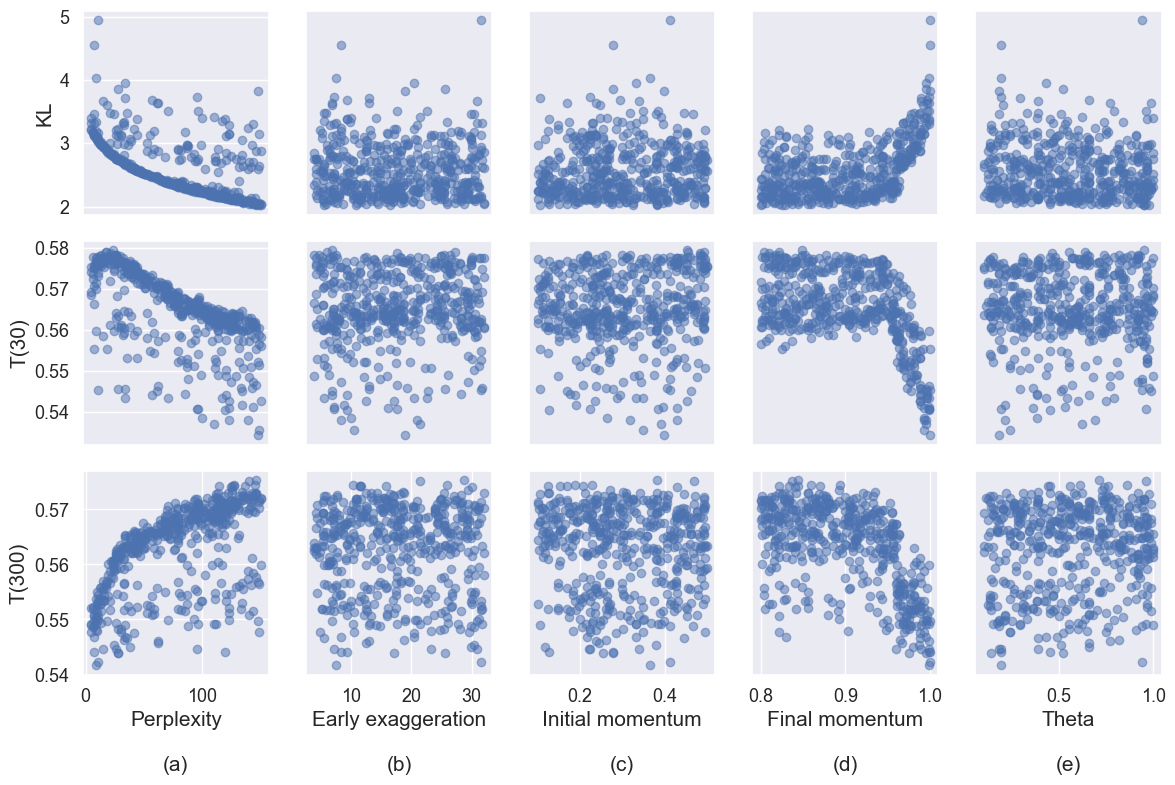 5
4
3
2
KL
0.58
0.57
0.56
0.55
0.54
T(30)
0.57
0.56
0.55
0.54
T(300)
0 100
10 20 30
0.2 0.4
0.8 0.9 1.0
0.5 1.0
Perplexity
Early exaggeration
Initial momentum
Final momentum
Theta
(a)
(b)
(c)
(d)
(e)